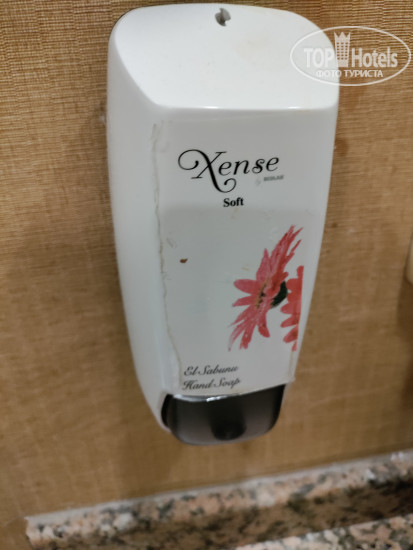 TOP Hotels
ФОТО ТУРИСТА
Xense
Soft
El Sabunu
Hand Soap